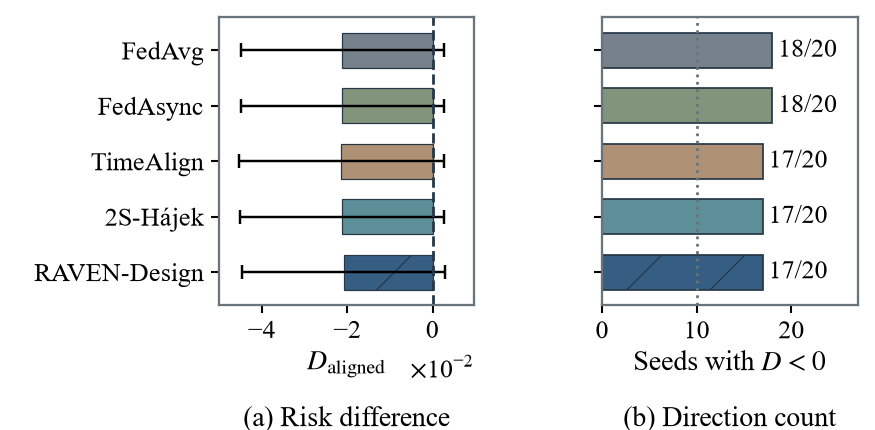 FedAvg
FedAsync
TimeAlign
2S-Hájek
RAVEN-Design
18/20
18/20
17/20
17/20
17/20
−4 −2 0
0 10 20
D_aligned ×10⁻²
Seeds with D < 0
(a) Risk difference
(b) Direction count